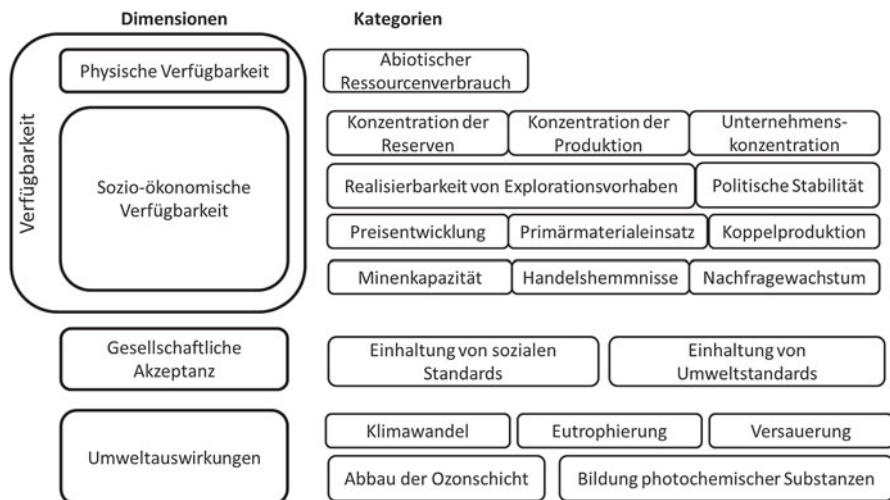 Dimensionen
Kategorien
Verfügbarkeit
Physische Verfügbarkeit
Abiotischer
Ressourcenverbrauch
Sozio-ökonomische
Verfügbarkeit
Konzentration der
Reserven
Konzentration der
Produktion
Unternehmens-
konzentration
Realisierbarkeit von Explorationsvorhaben
Politische Stabilität
Preisentwicklung
Primärmaterialeinsatz
Koppelproduktion
Minenkapazität
Handelshemmnisse
Nachfragewachstum
Gesellschaftliche
Akzeptanz
Einhaltung von sozialen
Standards
Einhaltung von
Umweltstandards
Umweltauswirkungen
Klimawandel
Eutrophierung
Versauerung
Abbau der Ozonschicht
Bildung photochemischer Substanzen